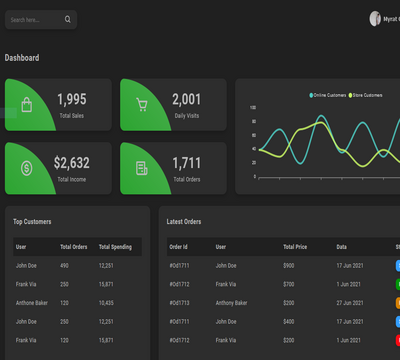 Search here...
Myrat
Dashboard
1,995
Total Sales
2,001
Daily Visits
$2,632
Total Income
1,711
Total Orders
Online Customers Store Customers
100
80
60
40
20
0
Top Customers
User Total Orders Total Spending
John Doe 490 12,251
Frank Via 230 15,871
Anthone Baker 120 10,435
John Doe 250 12,251
Frank Via 120 15,871
Latest Orders
Order Id User Total Price Data St
#Od1711 John Doe $900 17 Jun 2021
#Od1712 Frank Via $700 1 Jun 2021
#Od1713 Anthony Baker $200 27 Jun 2021
#Od1711 John Doe $400 17 Jun 2021
#Od1712 Frank Via $200 1 Jun 2021